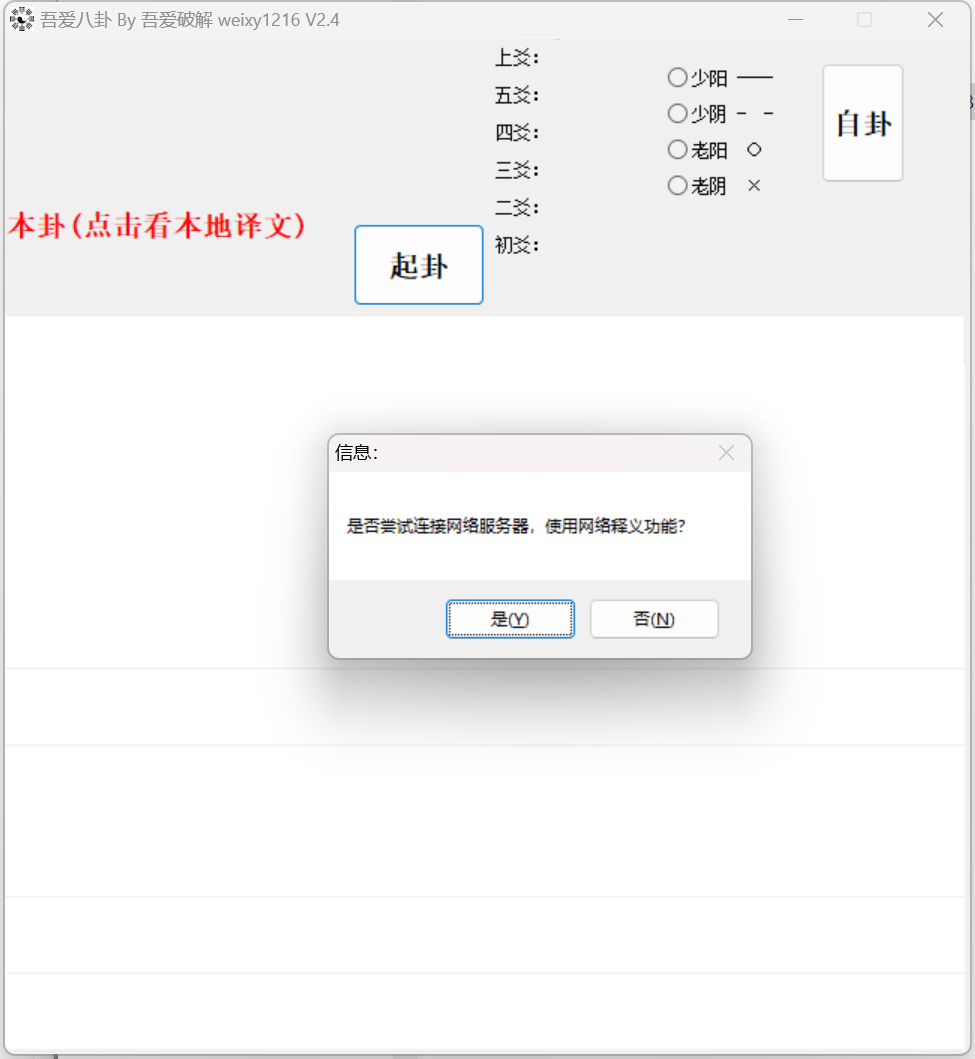 吾爱八卦 By 吾爱破解 weixy1216 V2.4
上爻：
五爻：
四爻：
三爻：
二爻：
初爻：
少阳
少阴
老阳
老阴
自卦
本卦(点击看本地译文)
起卦
信息：
是否尝试连接网络服务器，使用网络释义功能？
是(Y)
否(N)